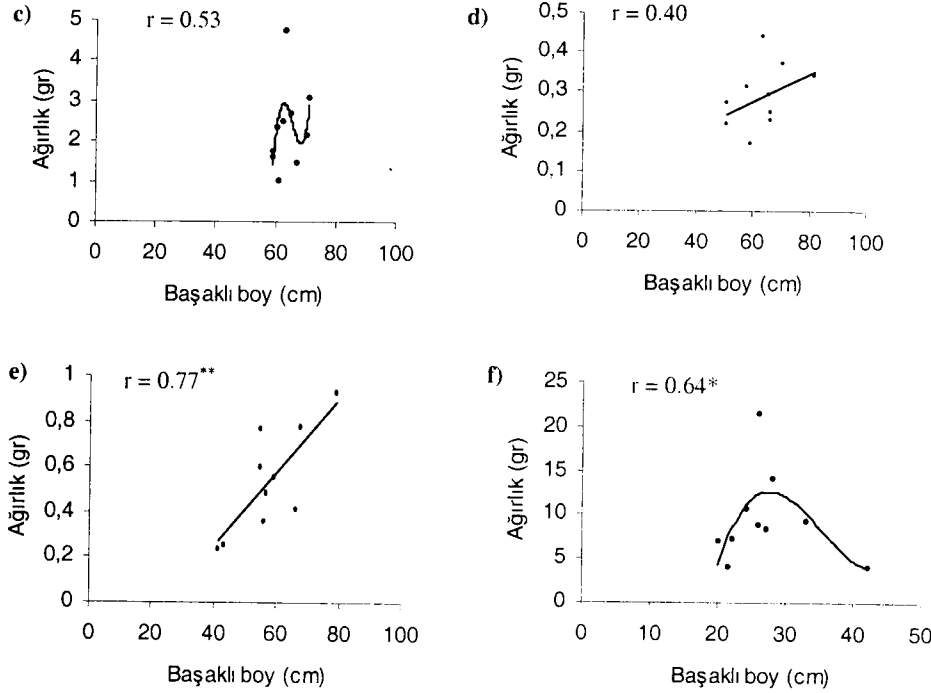 c)
r = 0.53
5
4
3
2
1
0
Ağırlık (gr)
0 20 40 60 80 100
Başaklı boy (cm)
d)
r = 0.40
0,5
0,4
0,3
0,2
0,1
0
Ağırlık (gr)
0 20 40 60 80 100
Başaklı boy (cm)
e)
r = 0.77**
1
0,8
0,6
0,4
0,2
0
Ağırlık (gr)
0 20 40 60 80 100
Başaklı boy (cm)
f)
r = 0.64*
25
20
15
10
5
0
Ağırlık (gr)
0 10 20 30 40 50
Başaklı boy (cm)